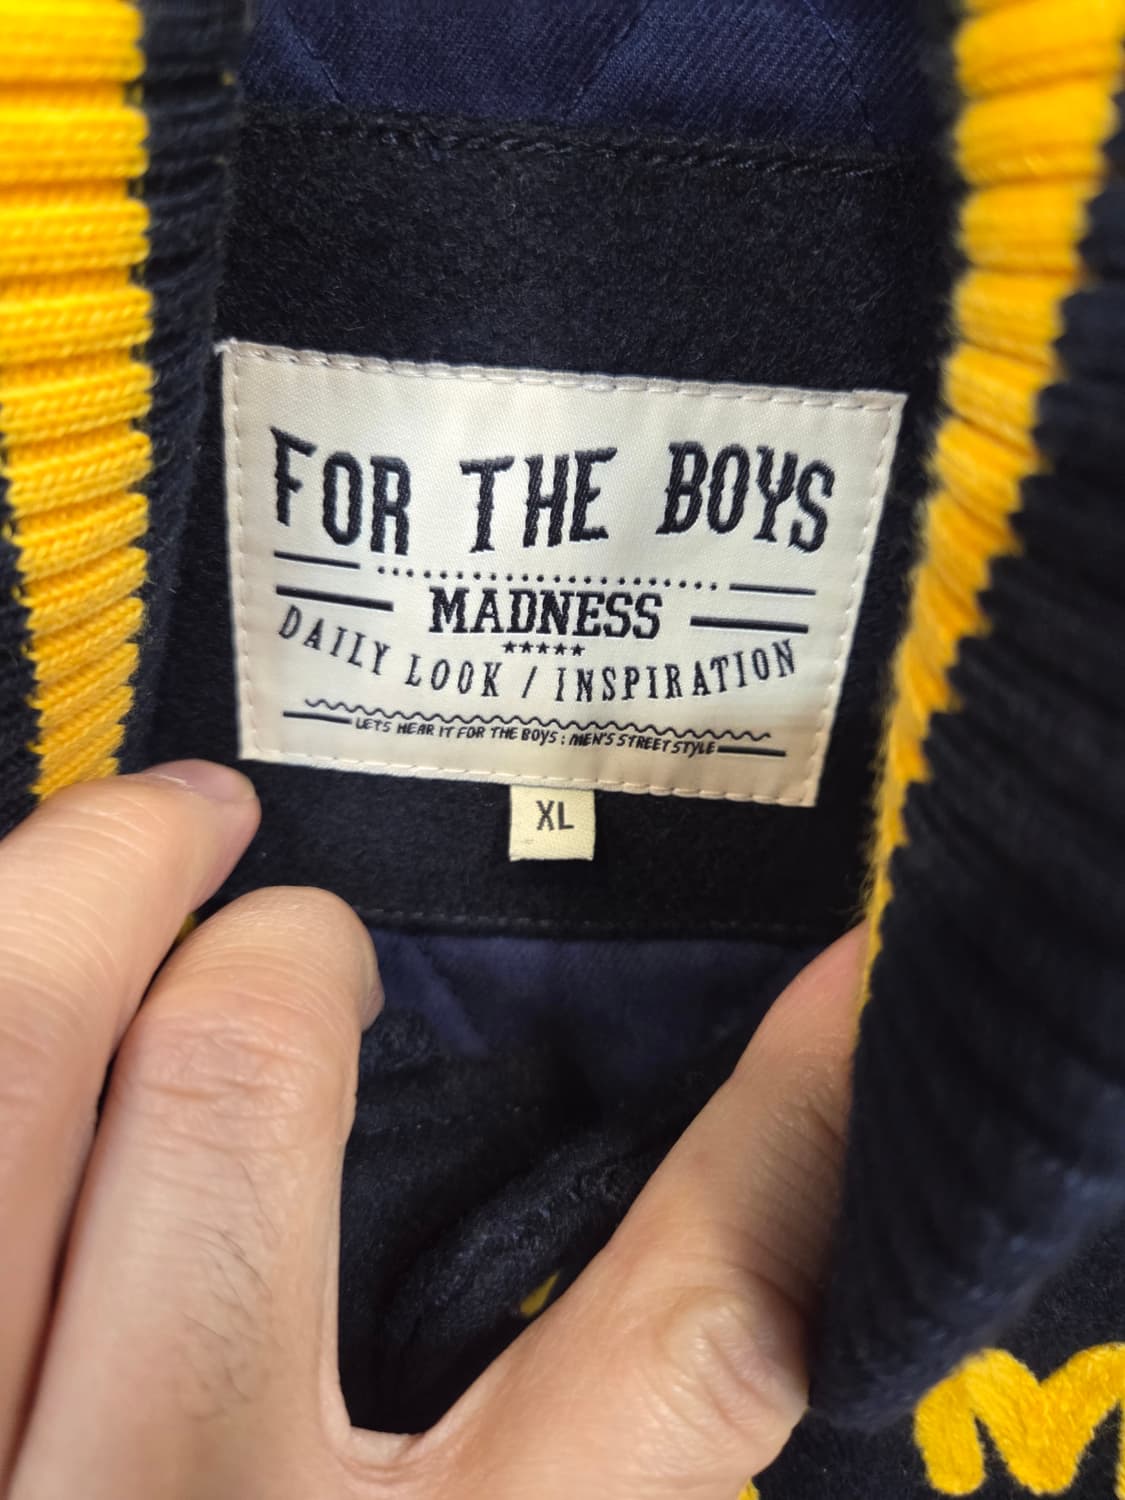 FOR THE BOYS
MADNESS
DAILY LOOK / INSPIRATION
LETS HEAR IT FOR THE BOYS : MEN'S STREET STYLE
XL
M